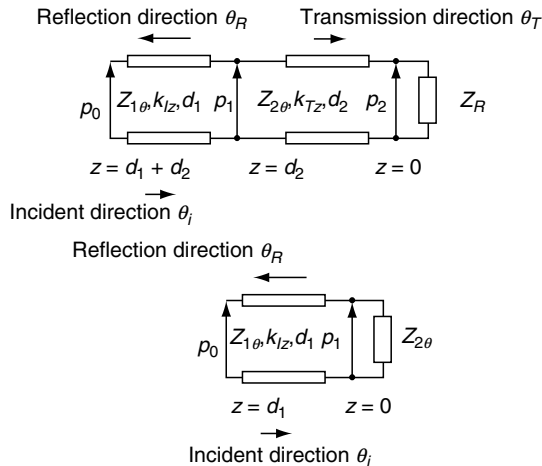 Reflection direction θR Transmission direction θT
p0 Z1θ,kIz,d1 p1 Z2θ,kTz,d2 p2 ZR
z = d1 + d2 z = d2 z = 0
Incident direction θi
Reflection direction θR
p0 Z1θ,kIz,d1 p1 Z2θ
z = d1 z = 0
Incident direction θi